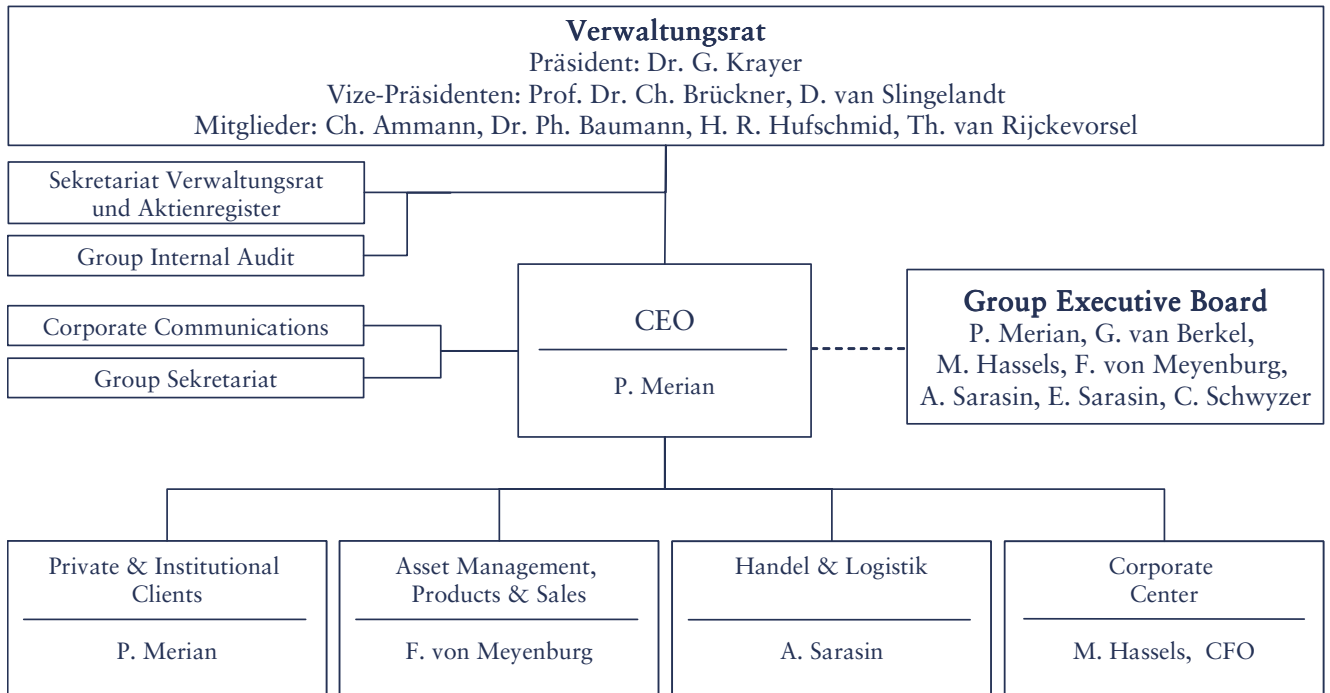 Verwaltungsrat
Präsident: Dr. G. Krayer
Vize-Präsidenten: Prof. Dr. Ch. Brückner, D. van Slingelandt
Mitglieder: Ch. Ammann, Dr. Ph. Baumann, H. R. Hufschmid, Th. van Rijckevorsel
Sekretariat Verwaltungsrat
und Aktienregister
Group Internal Audit
Corporate Communications
Group Sekretariat
CEO
P. Merian
Group Executive Board
P. Merian, G. van Berkel,
M. Hassels, F. von Meyenburg,
A. Sarasin, E. Sarasin, C. Schwyzer
Private & Institutional
Clients
P. Merian
Asset Management,
Products & Sales
F. von Meyenburg
Handel & Logistik
A. Sarasin
Corporate
Center
M. Hassels, CFO